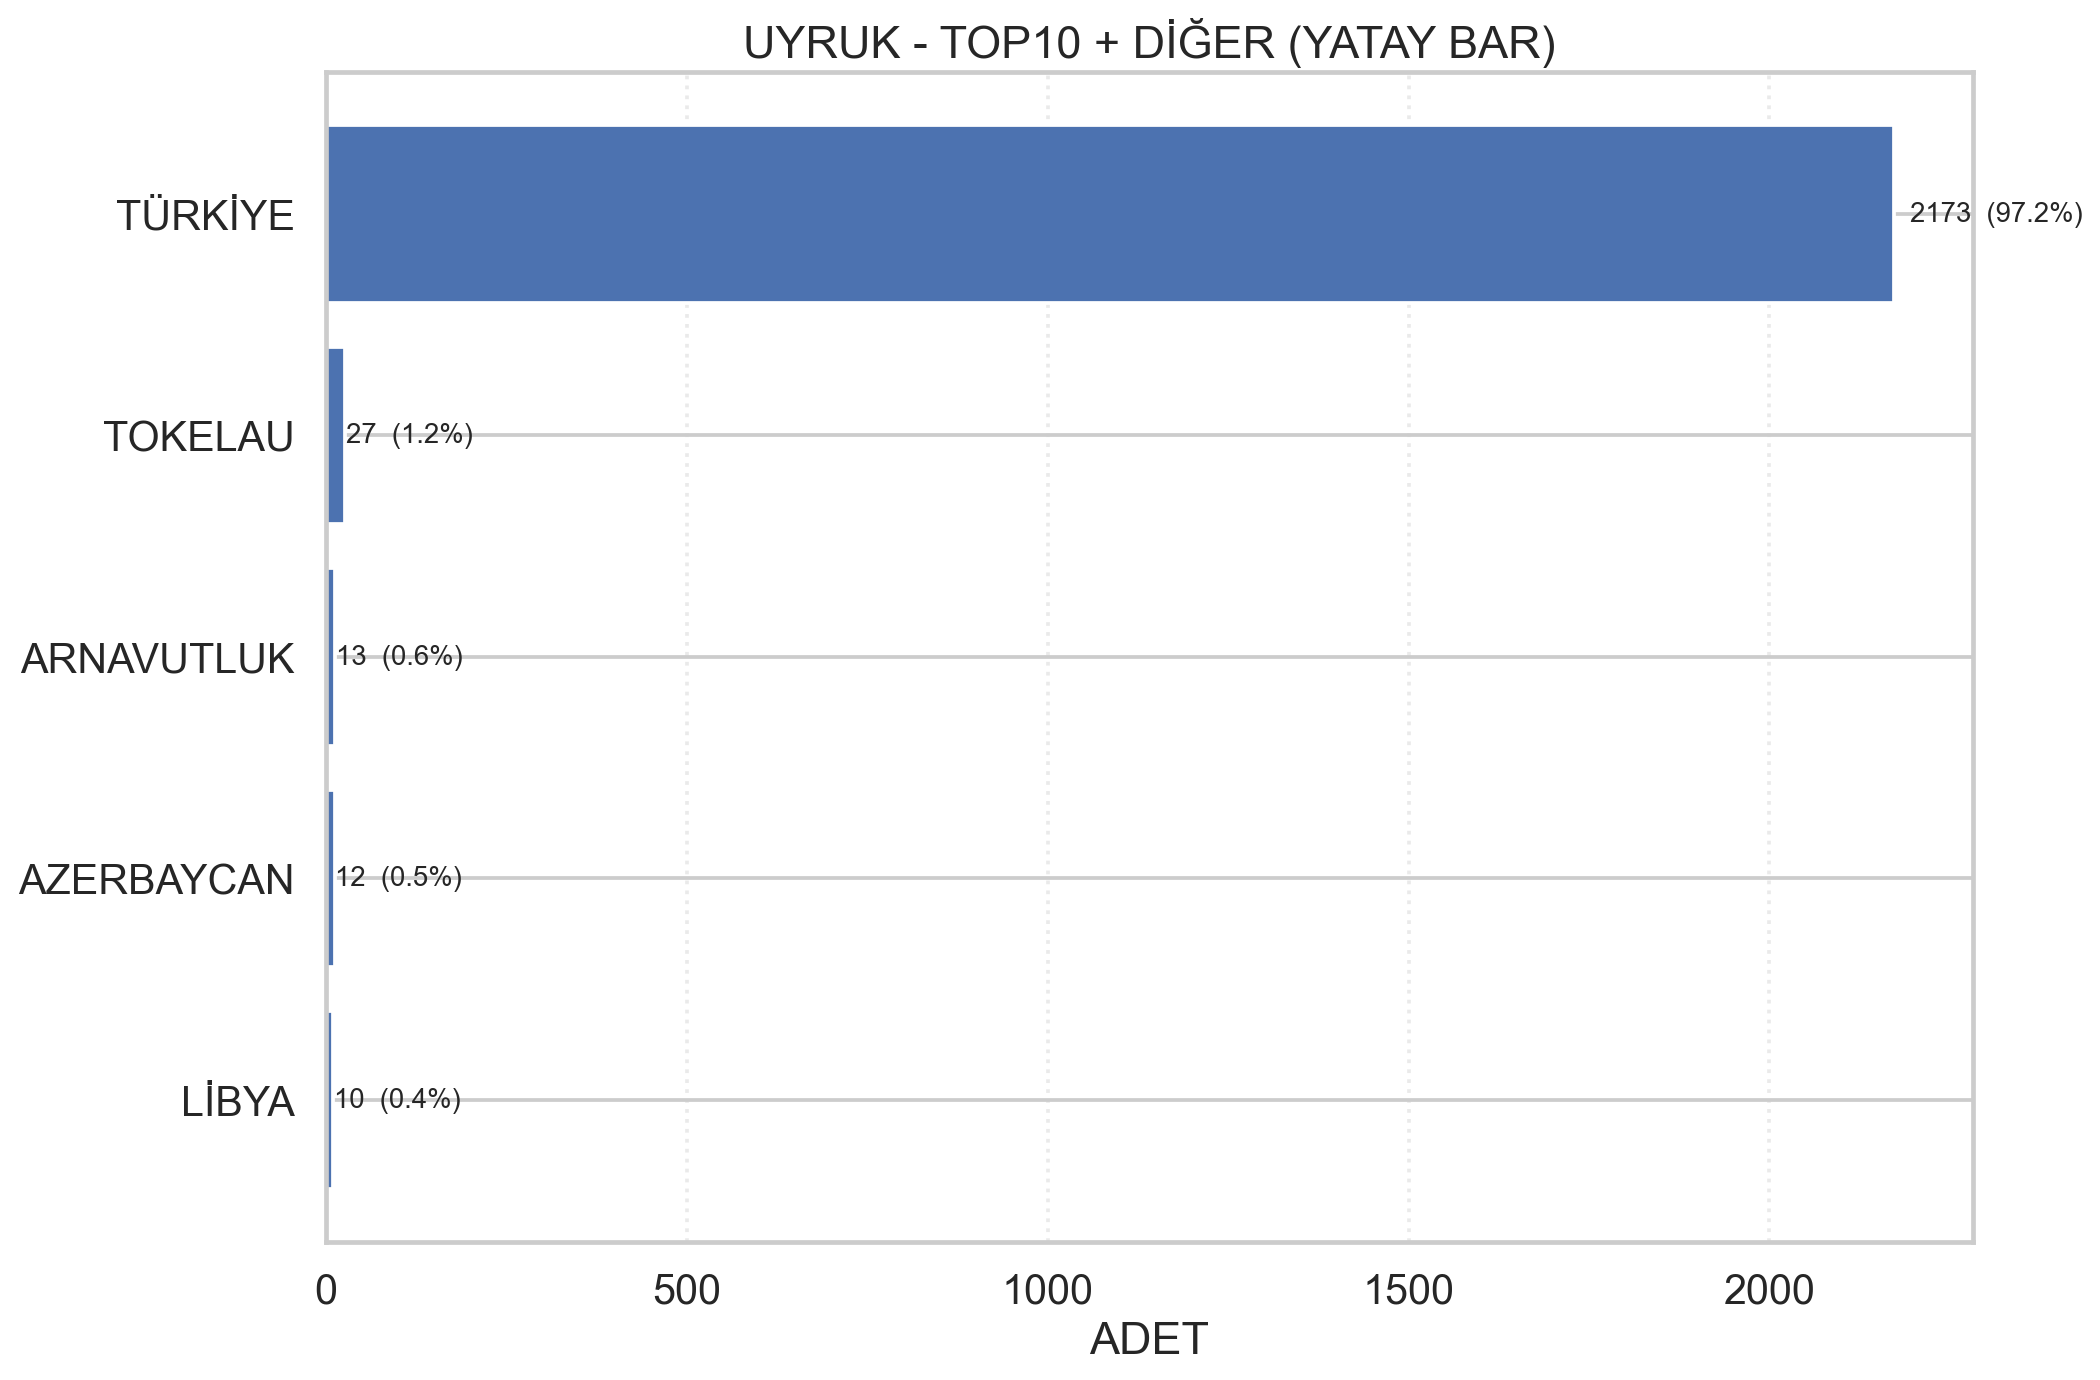 UYRUK - TOP10 + DİĞER (YATAY BAR)
TÜRKİYE
2173 (97.2%)
TOKELAU
27 (1.2%)
ARNAVUTLUK
13 (0.6%)
AZERBAYCAN
12 (0.5%)
LİBYA
10 (0.4%)
0 500 1000 1500 2000
ADET